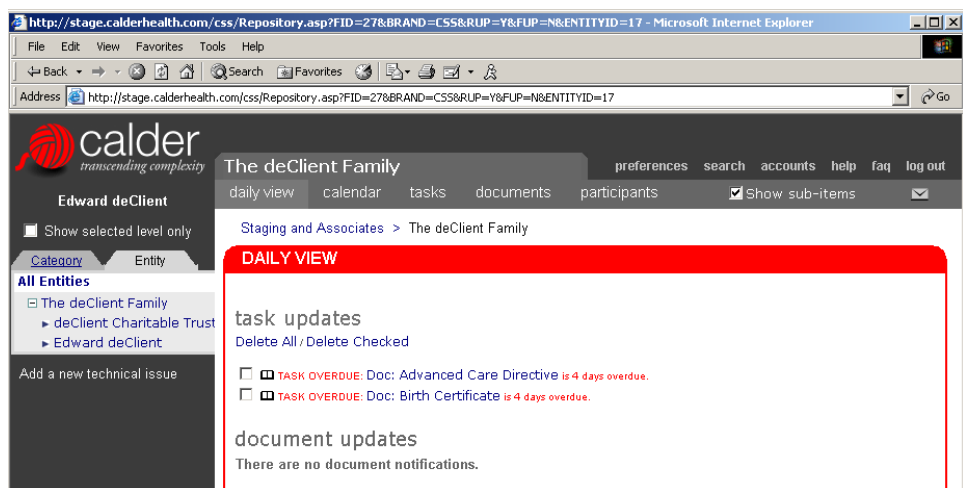 http://stage.calderhealth.com/css/Repository.asp?FID=27&BRAND=CSS&RUP=Y&FUP=N&ENTITYID=17 - Microsoft Internet Explorer
File Edit View Favorites Tools Help
Back Search Favorites
Address http://stage.calderhealth.com/css/Repository.asp?FID=27&BRAND=CSS&RUP=Y&FUP=N&ENTITYID=17 Go
calder
transcending complexity
The deClient Family preferences search accounts help faq log out
Edward deClient
daily view calendar tasks documents participants Show sub-items
Show selected level only
Staging and Associates > The deClient Family
Category Entity
DAILY VIEW
All Entities
The deClient Family
deClient Charitable Trust
Edward deClient
Add a new technical issue
task updates
Delete All / Delete Checked
TASK OVERDUE: Doc: Advanced Care Directive is 4 days overdue.
TASK OVERDUE: Doc: Birth Certificate is 4 days overdue.
document updates
There are no document notifications.